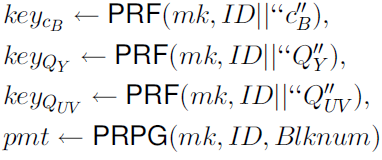 key_{c_B} ← PRF(mk, ID||“c''_B),
key_{Q_Y} ← PRF(mk, ID||“Q''_Y),
key_{Q_{UV}} ← PRF(mk, ID||“Q''_{UV}),
pmt ← PRPG(mk, ID, Blknum)